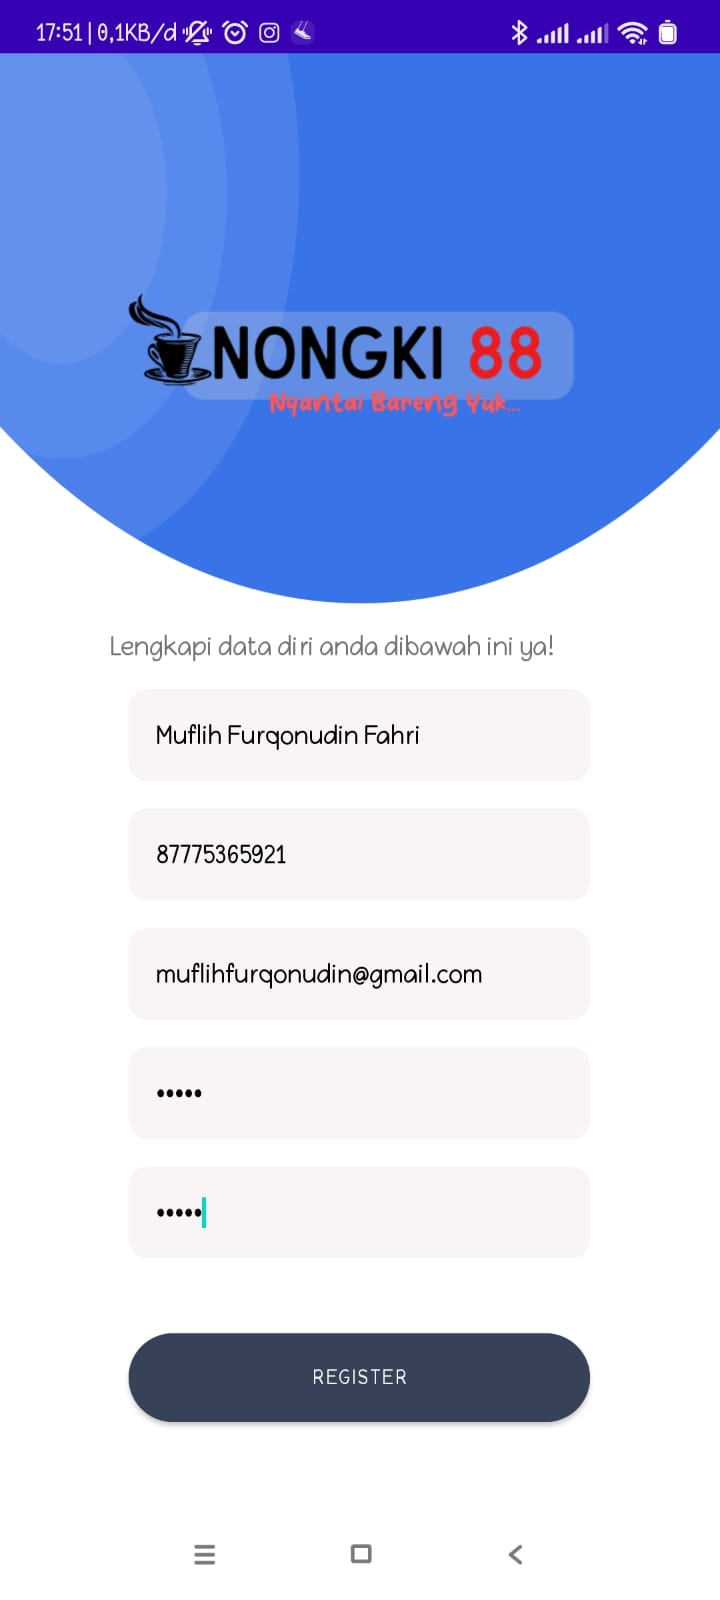 17:51 | 0,1KB/d
NONGKI 88
Nyantai Bareng Yuk...
Lengkapi data diri anda dibawah ini ya!
Muflih Furqonudin Fahri
87775365921
muflihfurqonudin@gmail.com
•••••
•••••
REGISTER